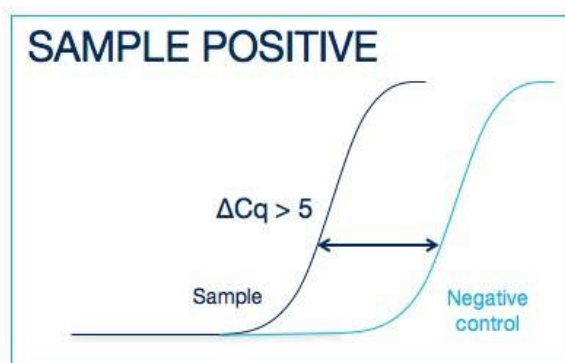 SAMPLE POSITIVE
ΔCq > 5
Sample
Negative
control